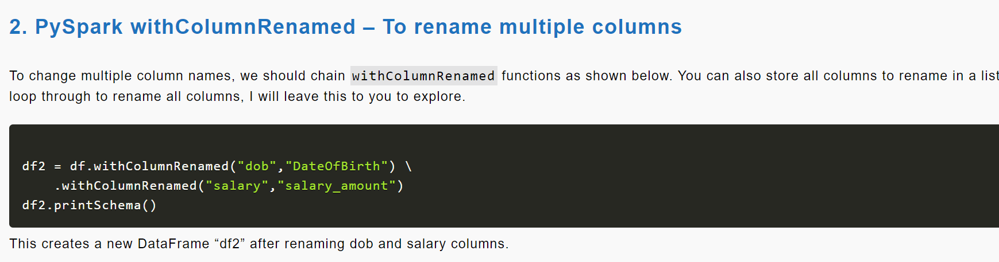 2. PySpark withColumnRenamed – To rename multiple columns
To change multiple column names, we should chain withColumnRenamed functions as shown below. You can also store all columns to rename in a list
loop through to rename all columns, I will leave this to you to explore.
df2 = df.withColumnRenamed("dob","DateOfBirth") \
    .withColumnRenamed("salary","salary_amount")
df2.printSchema()
This creates a new DataFrame “df2” after renaming dob and salary columns.